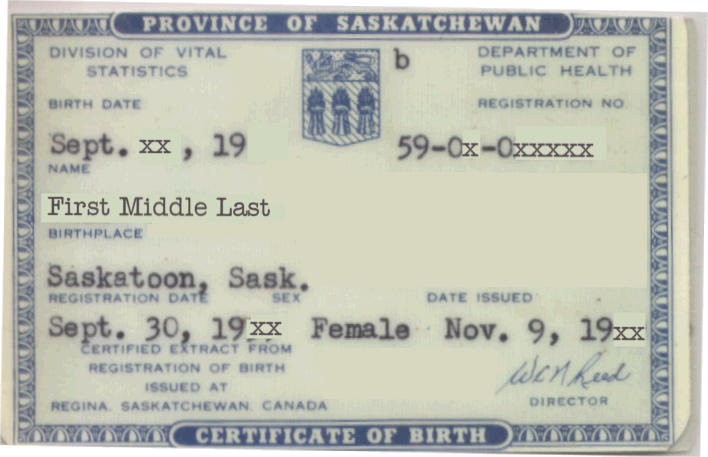 PROVINCE OF SASKATCHEWAN
DIVISION OF VITAL STATISTICS
b
DEPARTMENT OF PUBLIC HEALTH
BIRTH DATE
REGISTRATION NO.
Sept. xx , 19
59-0x-0xxxxx
NAME
First Middle Last
BIRTHPLACE
Saskatoon, Sask.
REGISTRATION DATE SEX DATE ISSUED
Sept. 30, 19xx Female Nov. 9, 19xx
CERTIFIED EXTRACT FROM
REGISTRATION OF BIRTH
ISSUED AT
REGINA, SASKATCHEWAN, CANADA
W C N Reed
DIRECTOR
CERTIFICATE OF BIRTH